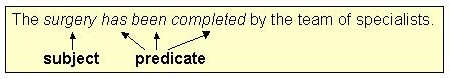 The surgery has been completed by the team of specialists.
subject predicate